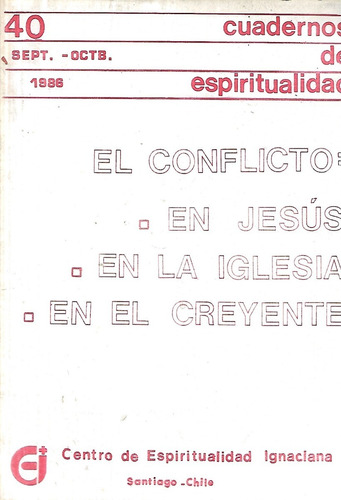 40 cuadernos
SEPT. - OCTB. de
1986 espiritualidad
EL CONFLICTO:
EN JESÚS
EN LA IGLESIA
EN EL CREYENTE
Centro de Espiritualidad Ignaciana
Santiago - Chile